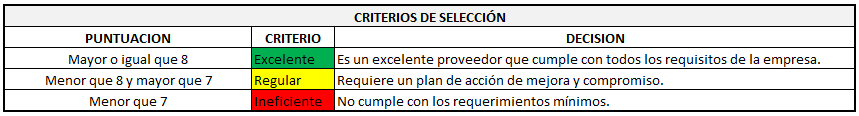 CRITERIOS DE SELECCIÓN
PUNTUACION CRITERIO DECISION
Mayor o igual que 8 Excelente Es un excelente proveedor que cumple con todos los requisitos de la empresa.
Menor que 8 y mayor que 7 Regular Requiere un plan de acción de mejora y compromiso.
Menor que 7 Ineficiente No cumple con los requerimientos mínimos.